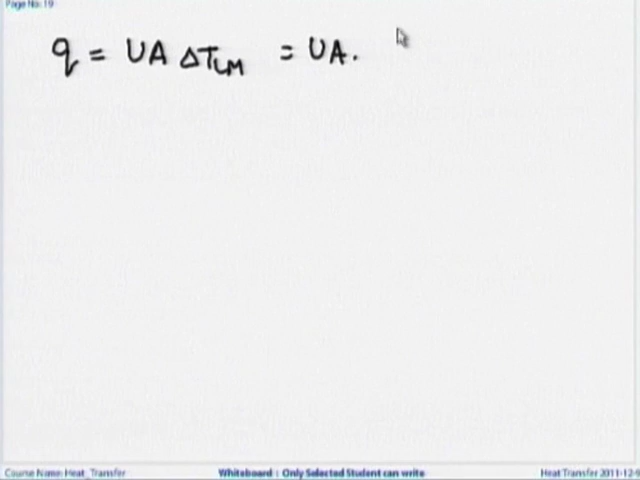 Page No: 19
q = UA ΔT_LM = UA.
Course Name: Heat_Transfer Whiteboard : Only Selected Student can write Heat Transfer 2011-12-